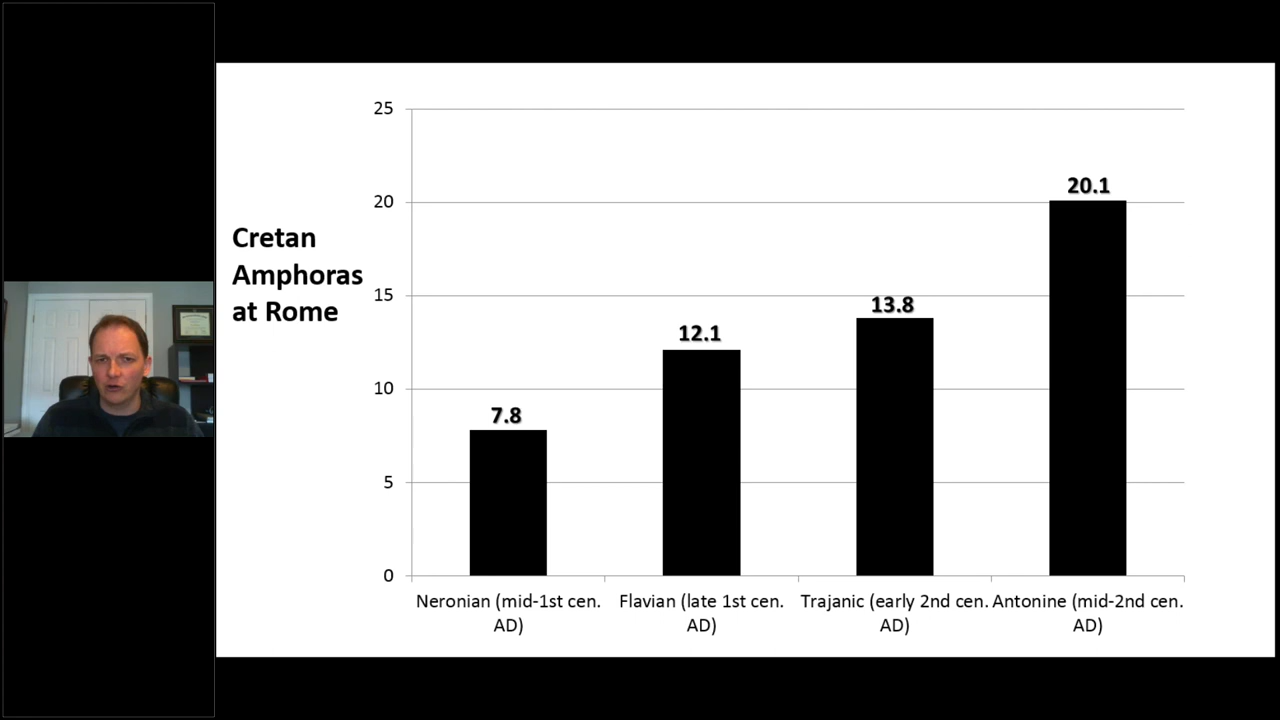 Cretan
Amphoras
at Rome
25
20
15
10
5
0
7.8
12.1
13.8
20.1
Neronian (mid-1st cen.
AD)
Flavian (late 1st cen.
AD)
Trajanic (early 2nd cen.
AD)
Antonine (mid-2nd cen.
AD)